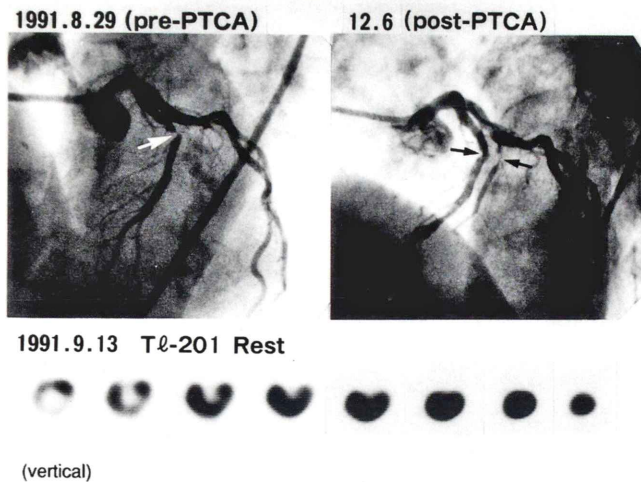 1991.8.29 (pre-PTCA)
12.6 (post-PTCA)
1991.9.13 Tℓ-201 Rest
(vertical)